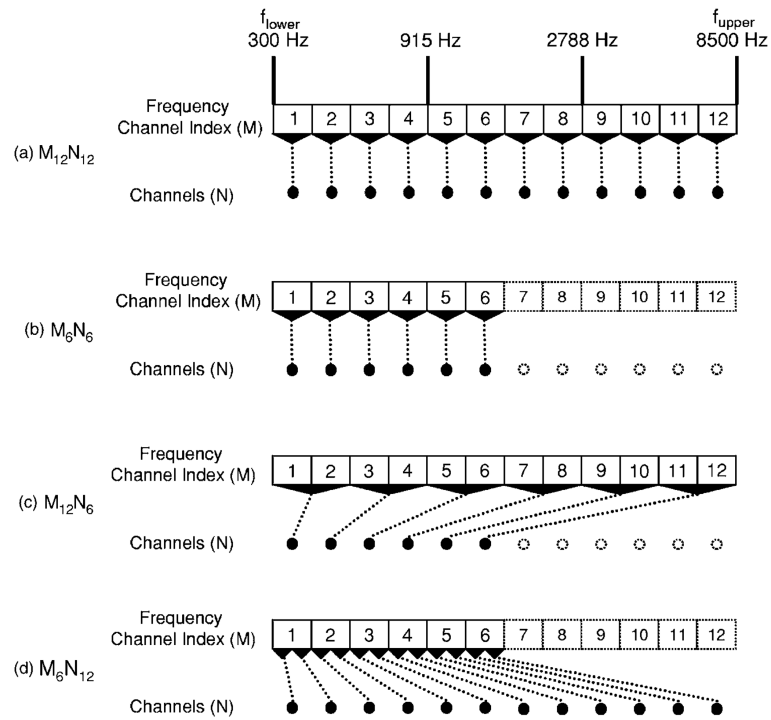 f_lower f_upper
300 Hz 915 Hz 2788 Hz 8500 Hz
Frequency
Channel Index (M) 1 2 3 4 5 6 7 8 9 10 11 12
(a) M₁₂N₁₂
Channels (N)
Frequency
Channel Index (M) 1 2 3 4 5 6 7 8 9 10 11 12
(b) M₆N₆
Channels (N)
Frequency
Channel Index (M) 1 2 3 4 5 6 7 8 9 10 11 12
(c) M₁₂N₆
Channels (N)
Frequency
Channel Index (M) 1 2 3 4 5 6 7 8 9 10 11 12
(d) M₆N₁₂
Channels (N)